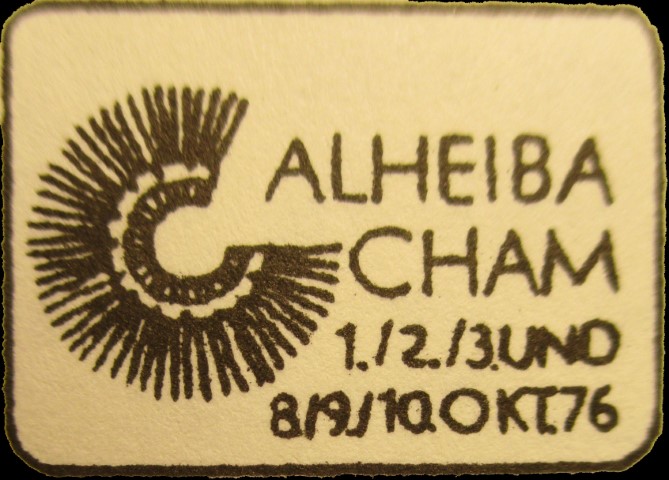 ALHEIBA
CHAM
1./2./3.UND
8./9./10.OKT.76